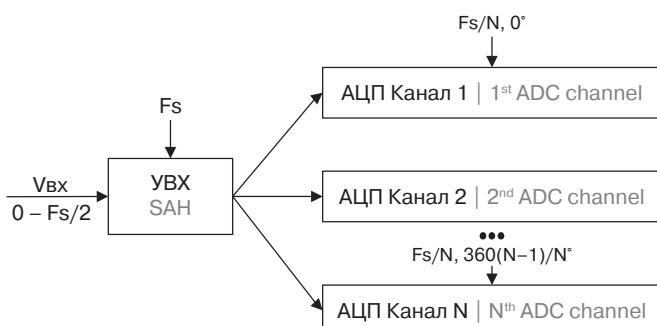 Fs/N, 0°
АЦП Канал 1 | 1st ADC channel
Fs
Vвх
0 – Fs/2
УВХ
SAH
АЦП Канал 2 | 2nd ADC channel
•••
Fs/N, 360(N–1)/N°
АЦП Канал N | Nth ADC channel